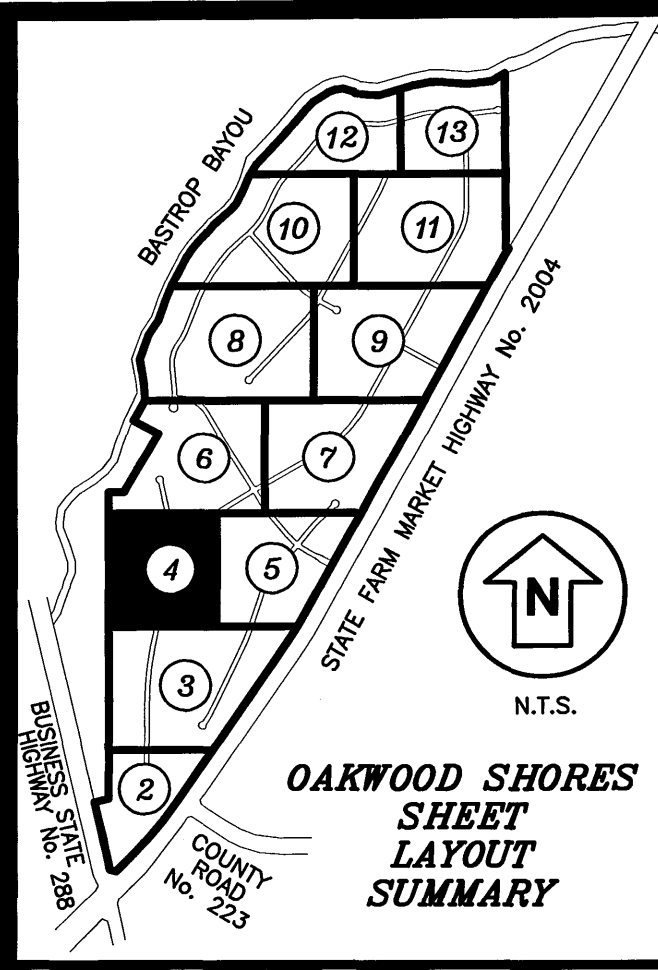 BASTROP BAYOU
12
13
10
11
8
9
6
7
4
5
3
2
STATE FARM MARKET HIGHWAY No. 2004
N
N.T.S.
BUSINESS STATE
HIGHWAY No. 288
COUNTY
ROAD
No. 223
OAKWOOD SHORES
SHEET
LAYOUT
SUMMARY